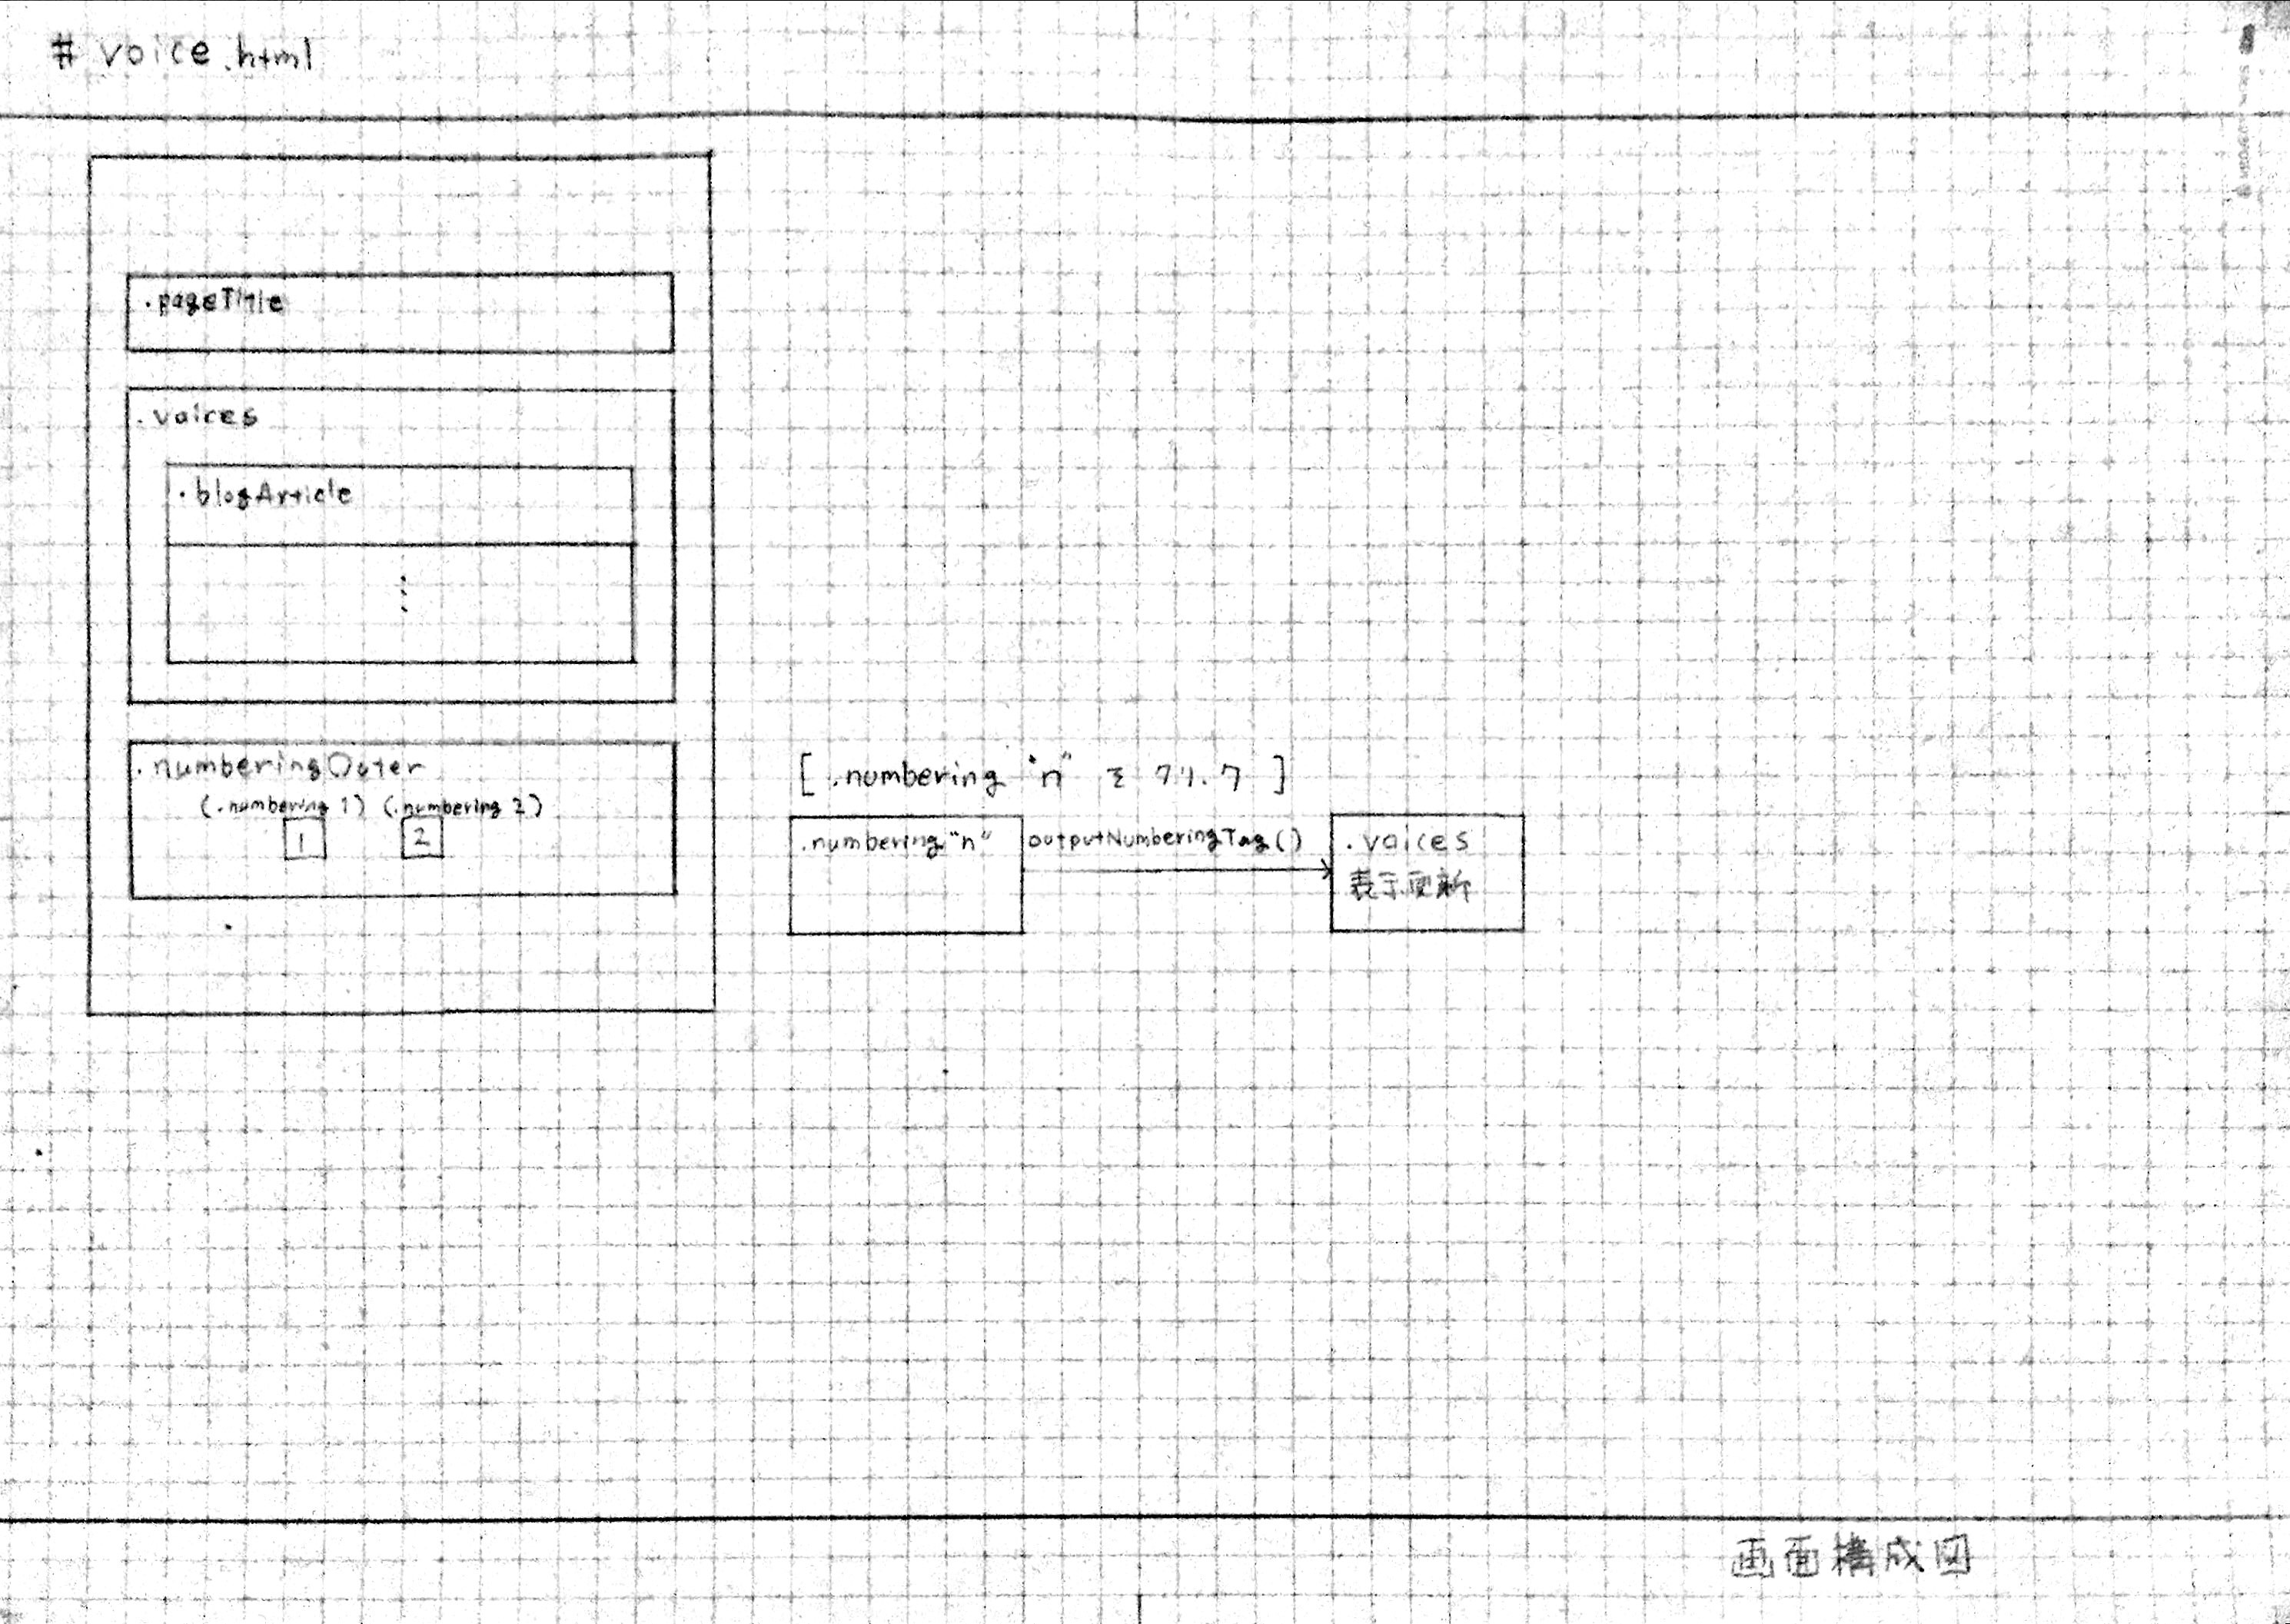 # voice.html
.pageTitle
.voices
.blogArticle
.numberingOuter
(.numbering 1) (.numbering 2)
1 2
[ .numbering "n" を クリック ]
.numbering "n" outputNumberingTag() .voices
表示更新
画面構成図